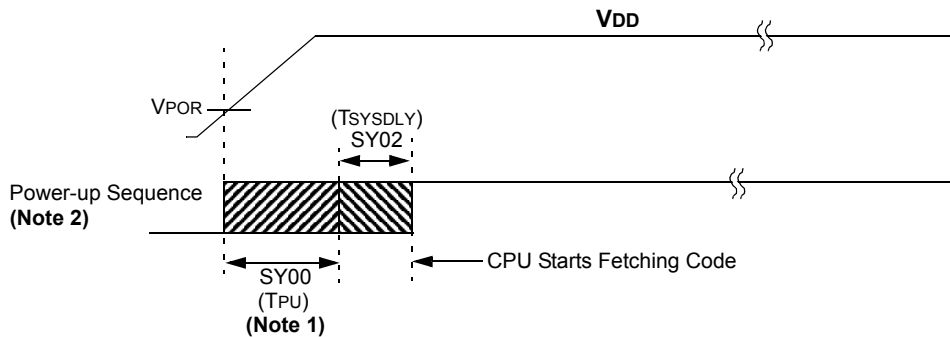 VDD
VPOR
(TSYSDLY)
SY02
Power-up Sequence
(Note 2)
CPU Starts Fetching Code
SY00
(TPU)
(Note 1)